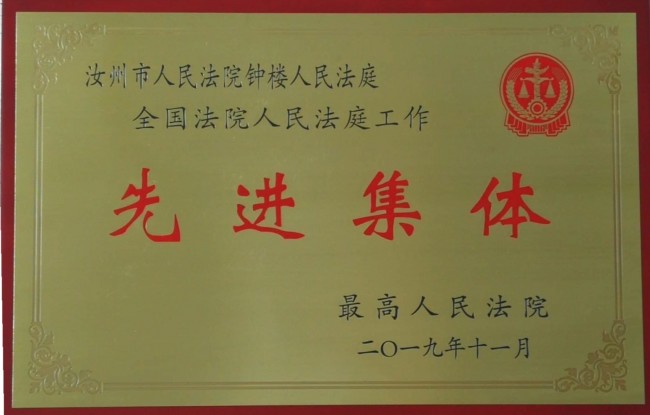 汝州市人民法院钟楼人民法庭
全国法院人民法庭工作
先进集体
最高人民法院
二〇一九年十一月